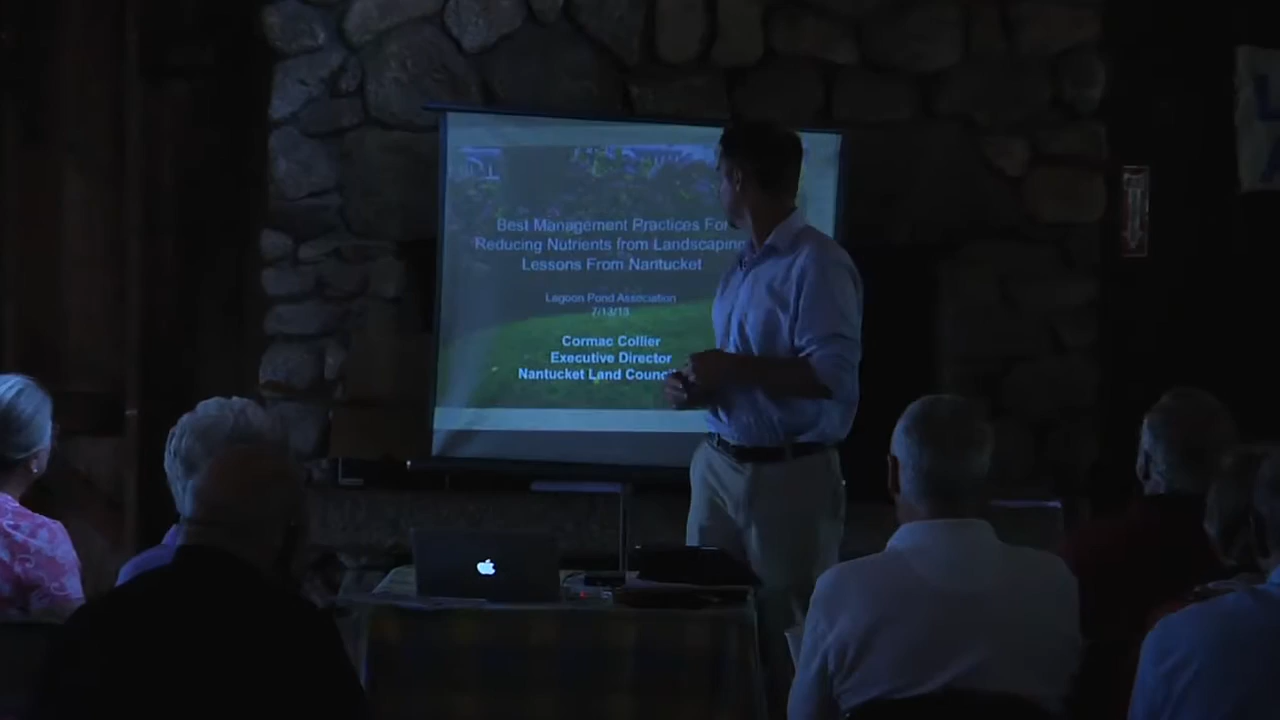 Best Management Practices For
Reducing Nutrients from Landscaping
Lessons From Nantucket
Lagoon Pond Association
7/13/13
Cormac Collier
Executive Director
Nantucket Land Council